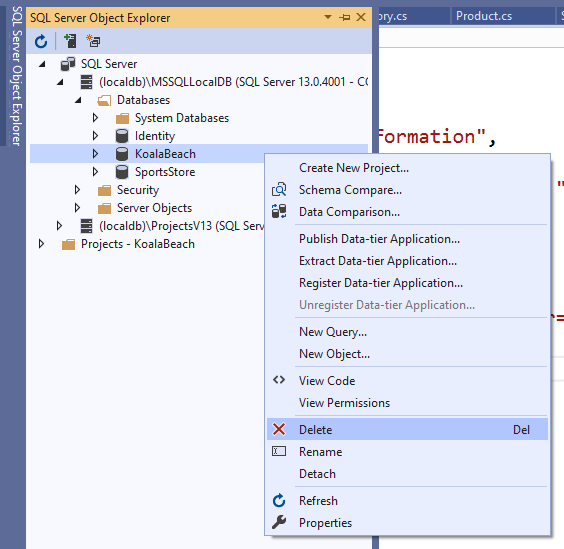 SQL Server Object Explorer
SQL Server Object Explorer
SQL Server
(localdb)\MSSQLLocalDB (SQL Server 13.0.4001 - CO
Databases
System Databases
Identity
KoalaBeach
SportsStore
Security
Server Objects
(localdb)\ProjectsV13 (SQL Serv
Projects - KoalaBeach
ory.cs
Product.cs
S
formation",
"
r=
Create New Project...
Schema Compare...
Data Comparison...
Publish Data-tier Application...
Extract Data-tier Application...
Register Data-tier Application...
Unregister Data-tier Application...
New Query...
New Object...
View Code
View Permissions
Delete Del
Rename
Detach
Refresh
Properties